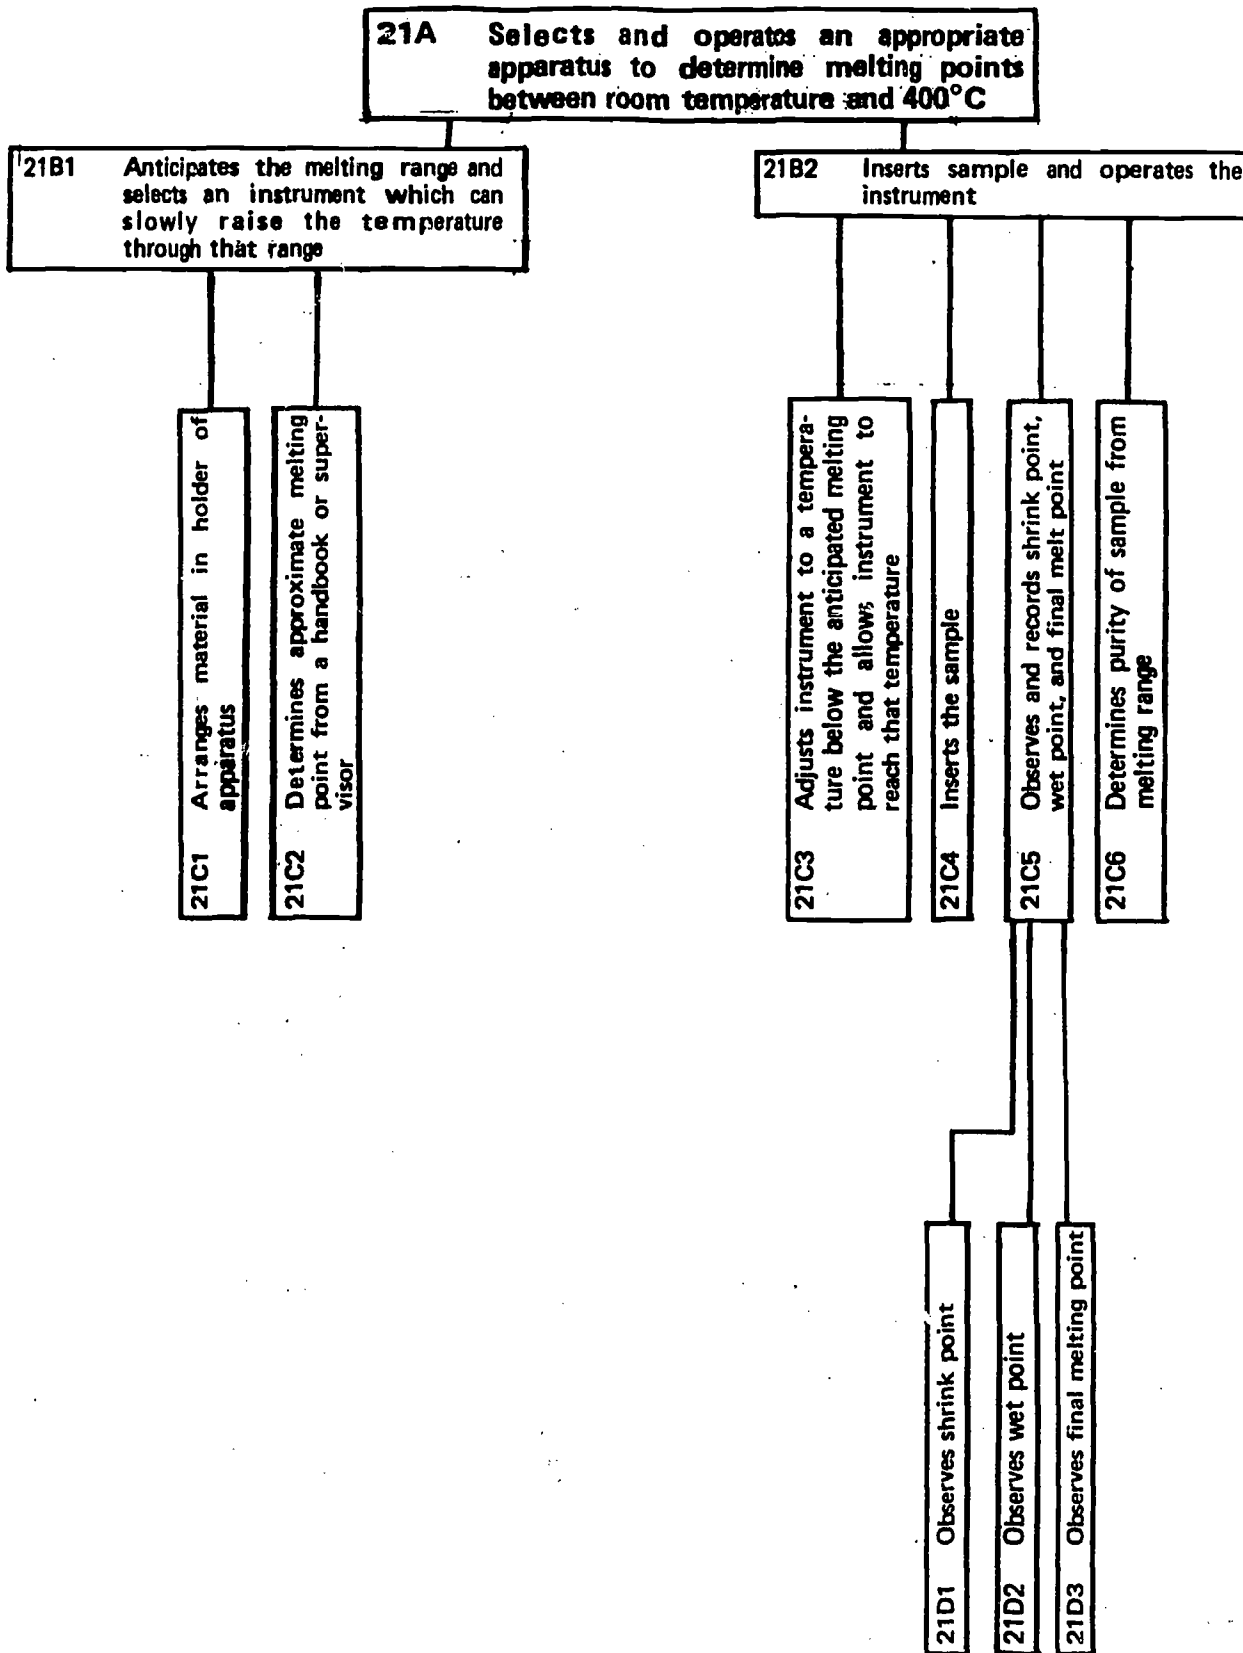 21A Selects and operates an appropriate
apparatus to determine melting points
between room temperature and 400°C
21B1 Anticipates the melting range and
selects an instrument which can
slowly raise the temperature
through that range
21B2 Inserts sample and operates the
instrument
21C1 Arranges material in holder of
apparatus
21C2 Determines approximate melting
point from a handbook or super-
visor
21C3 Adjusts instrument to a tempera-
ture below the anticipated melting
point and allows instrument to
reach that temperature
21C4 Inserts the sample
21C5 Observes and records shrink point,
wet point, and final melt point
21C6 Determines purity of sample from
melting range
21D1 Observes shrink point
21D2 Observes wet point
21D3 Observes final melting point